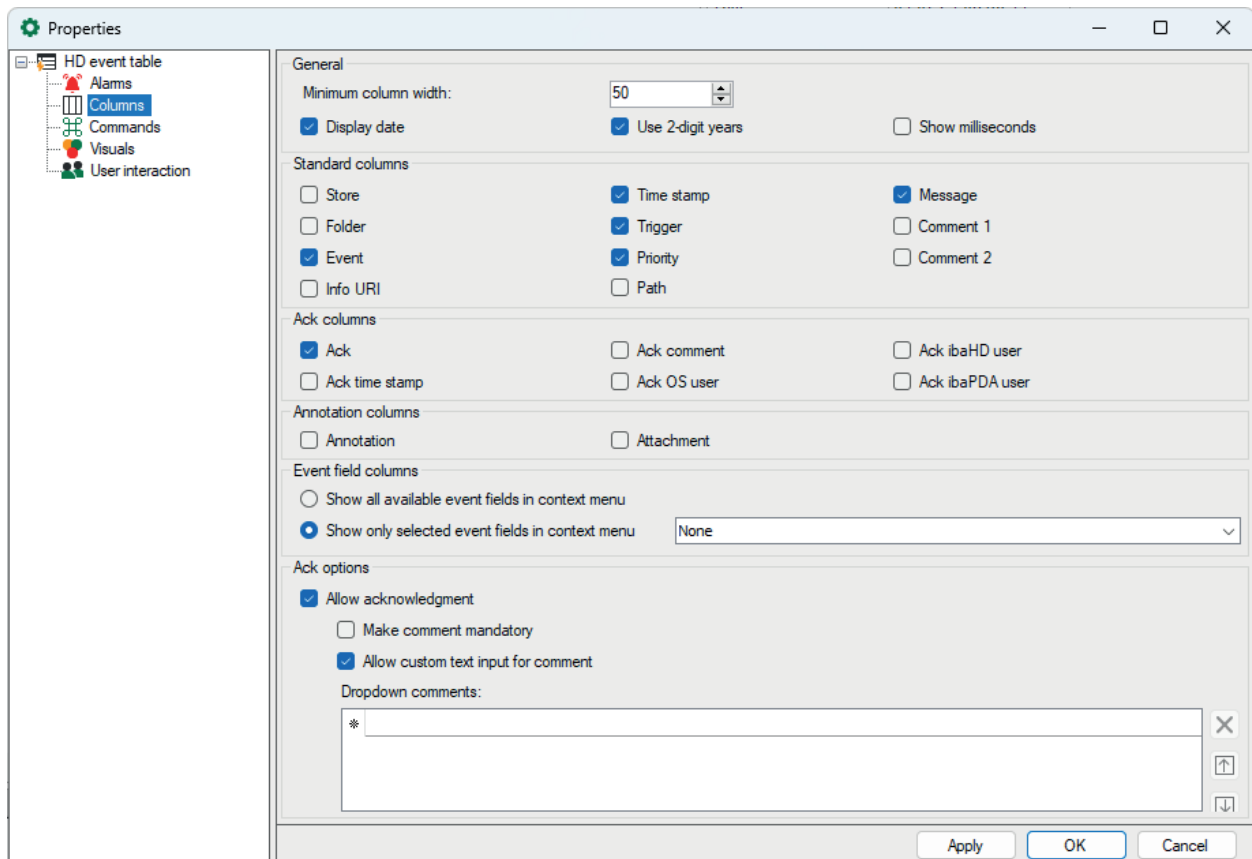 Properties
HD event table
Alarms
Columns
Commands
Visuals
User interaction
General
Minimum column width: 50
Display date Use 2-digit years Show milliseconds
Standard columns
Store Time stamp Message
Folder Trigger Comment 1
Event Priority Comment 2
Info URI Path
Ack columns
Ack Ack comment Ack ibaHD user
Ack time stamp Ack OS user Ack ibaPDA user
Annotation columns
Annotation Attachment
Event field columns
Show all available event fields in context menu
Show only selected event fields in context menu None
Ack options
Allow acknowledgment
Make comment mandatory
Allow custom text input for comment
Dropdown comments:
Apply OK Cancel